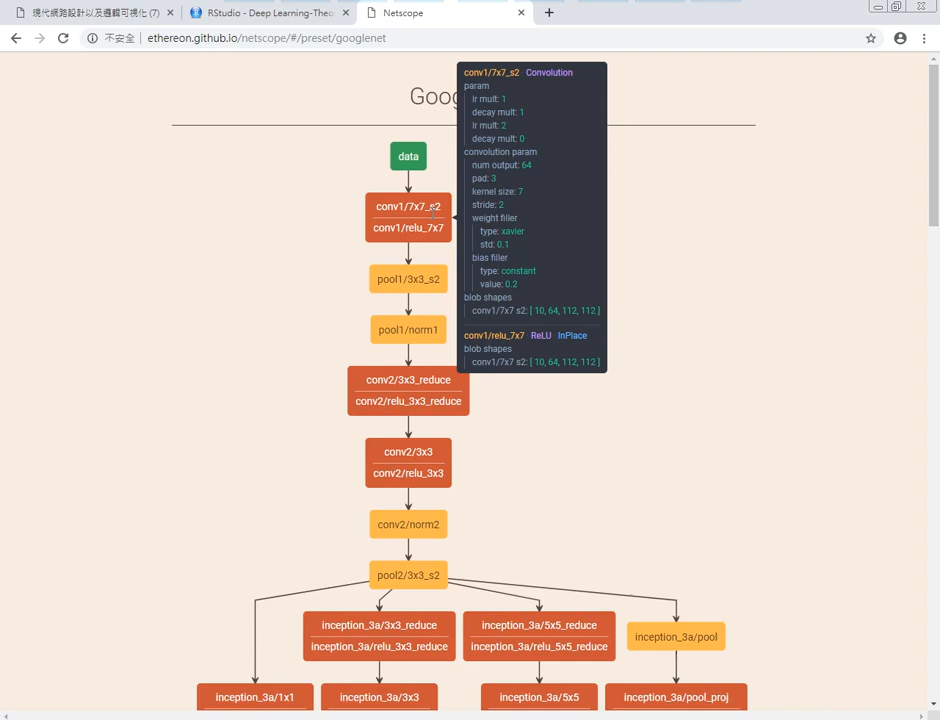 現代網路設計以及邏輯可視化 (7)
RStudio - Deep Learning-Theo
Netscope
不安全
ethereon.github.io/netscope/#/preset/googlenet
Goog
data
conv1/7x7_s2
conv1/relu_7x7
pool1/3x3_s2
pool1/norm1
conv2/3x3_reduce
conv2/relu_3x3_reduce
conv2/3x3
conv2/relu_3x3
conv2/norm2
pool2/3x3_s2
inception_3a/3x3_reduce
inception_3a/relu_3x3_reduce
inception_3a/5x5_reduce
inception_3a/relu_5x5_reduce
inception_3a/pool
inception_3a/1x1
inception_3a/3x3
inception_3a/5x5
inception_3a/pool_proj
conv1/7x7_s2 Convolution
param
lr mult: 1
decay mult: 1
lr mult: 2
decay mult: 0
convolution param
num output: 64
pad: 3
kernel size: 7
stride: 2
weight filler
type: xavier
std: 0.1
bias filler
type: constant
value: 0.2
blob shapes
conv1/7x7 s2: [ 10, 64, 112, 112 ]
conv1/relu_7x7 ReLU InPlace
blob shapes
conv1/7x7 s2: [ 10, 64, 112, 112 ]